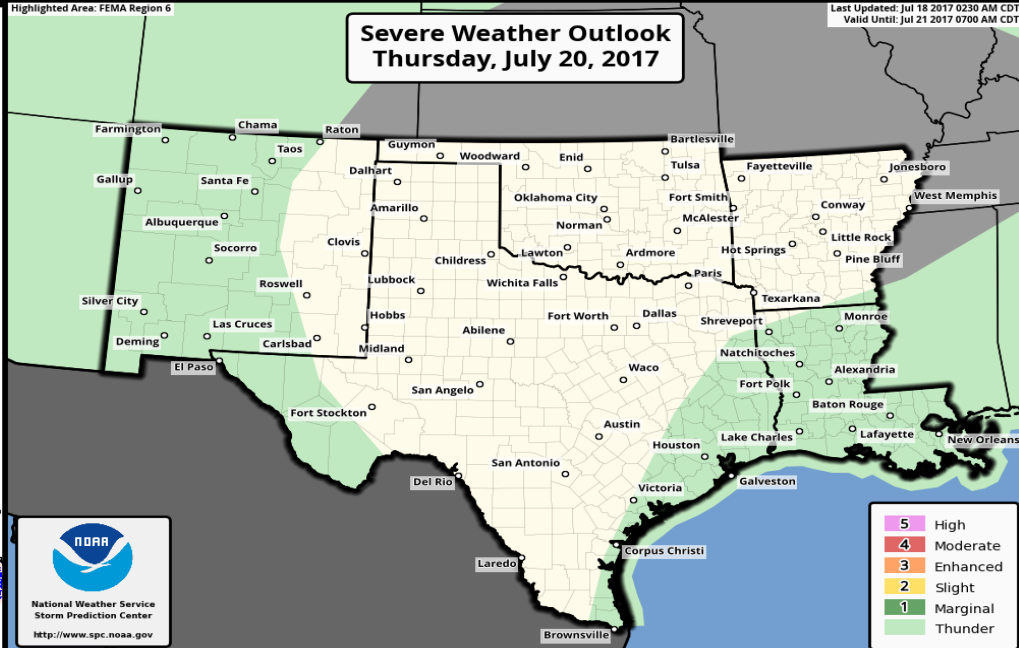 Highlighted Area: FEMA Region 6
Last Updated: Jul 18 2017 0230 AM CDT
Valid Until: Jul 21 2017 0700 AM CDT
Severe Weather Outlook
Thursday, July 20, 2017
Farmington
Chama
Raton
Taos
Guymon
Woodward
Enid
Bartlesville
Tulsa
Fayetteville
Jonesboro
Gallup
Santa Fe
Dalhart
Amarillo
Oklahoma City
Norman
Fort Smith
McAlester
Conway
West Memphis
Albuquerque
Socorro
Clovis
Childress
Lawton
Ardmore
Hot Springs
Little Rock
Pine Bluff
Roswell
Lubbock
Wichita Falls
Paris
Texarkana
Silver City
Las Cruces
Deming
Carlsbad
Hobbs
Midland
Abilene
Fort Worth
Dallas
Shreveport
Monroe
El Paso
San Angelo
Waco
Natchitoches
Fort Polk
Alexandria
Fort Stockton
Austin
Houston
Lake Charles
Baton Rouge
Lafayette
New Orleans
Del Rio
San Antonio
Victoria
Galveston
Laredo
Corpus Christi
Brownsville
NOAA
National Weather Service
Storm Prediction Center
http://www.spc.noaa.gov
5 High
4 Moderate
3 Enhanced
2 Slight
1 Marginal
Thunder